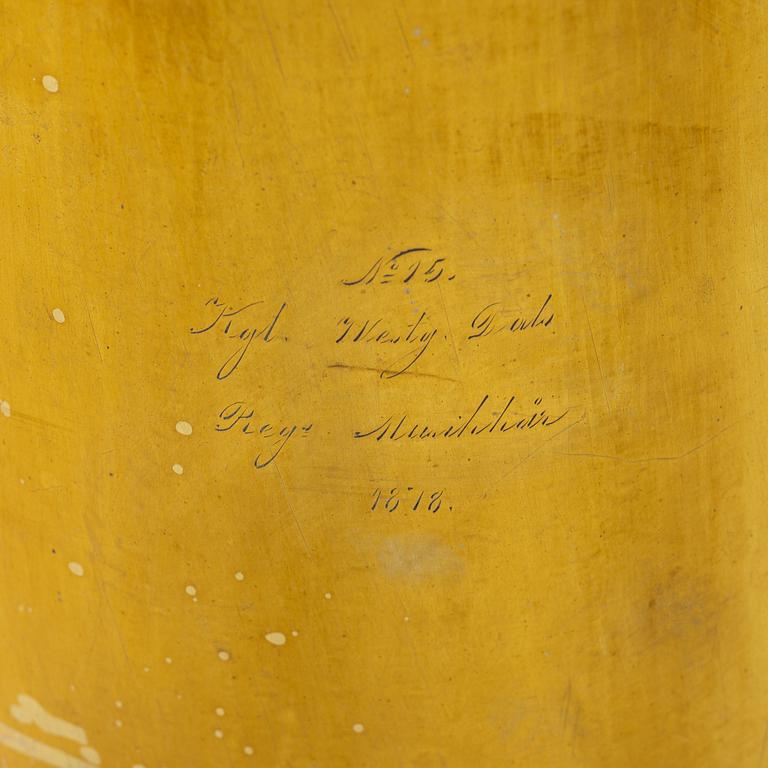 No 15.
Kgl. Westg. Dals
Regs Musikkår
1878.